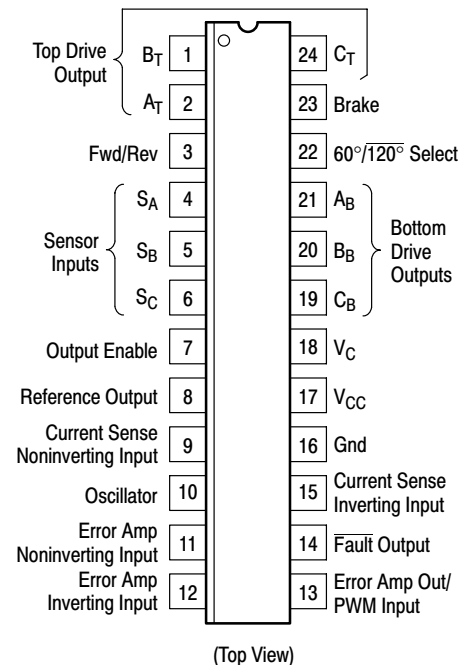 Top Drive
Output
B_T 1 24 C_T
A_T 2 23 Brake
Fwd/Rev 3 22 60°/1̅2̅0̅°̅ Select
Sensor
Inputs
S_A 4 21 A_B
S_B 5 20 B_B
S_C 6 19 C_B
Bottom
Drive
Outputs
Output Enable 7 18 V_C
Reference Output 8 17 V_CC
Current Sense
Noninverting Input 9 16 Gnd
Oscillator 10 15 Current Sense
Inverting Input
Error Amp
Noninverting Input 11 14 F̅a̅u̅l̅t̅ Output
Error Amp
Inverting Input 12 13 Error Amp Out/
PWM Input
(Top View)